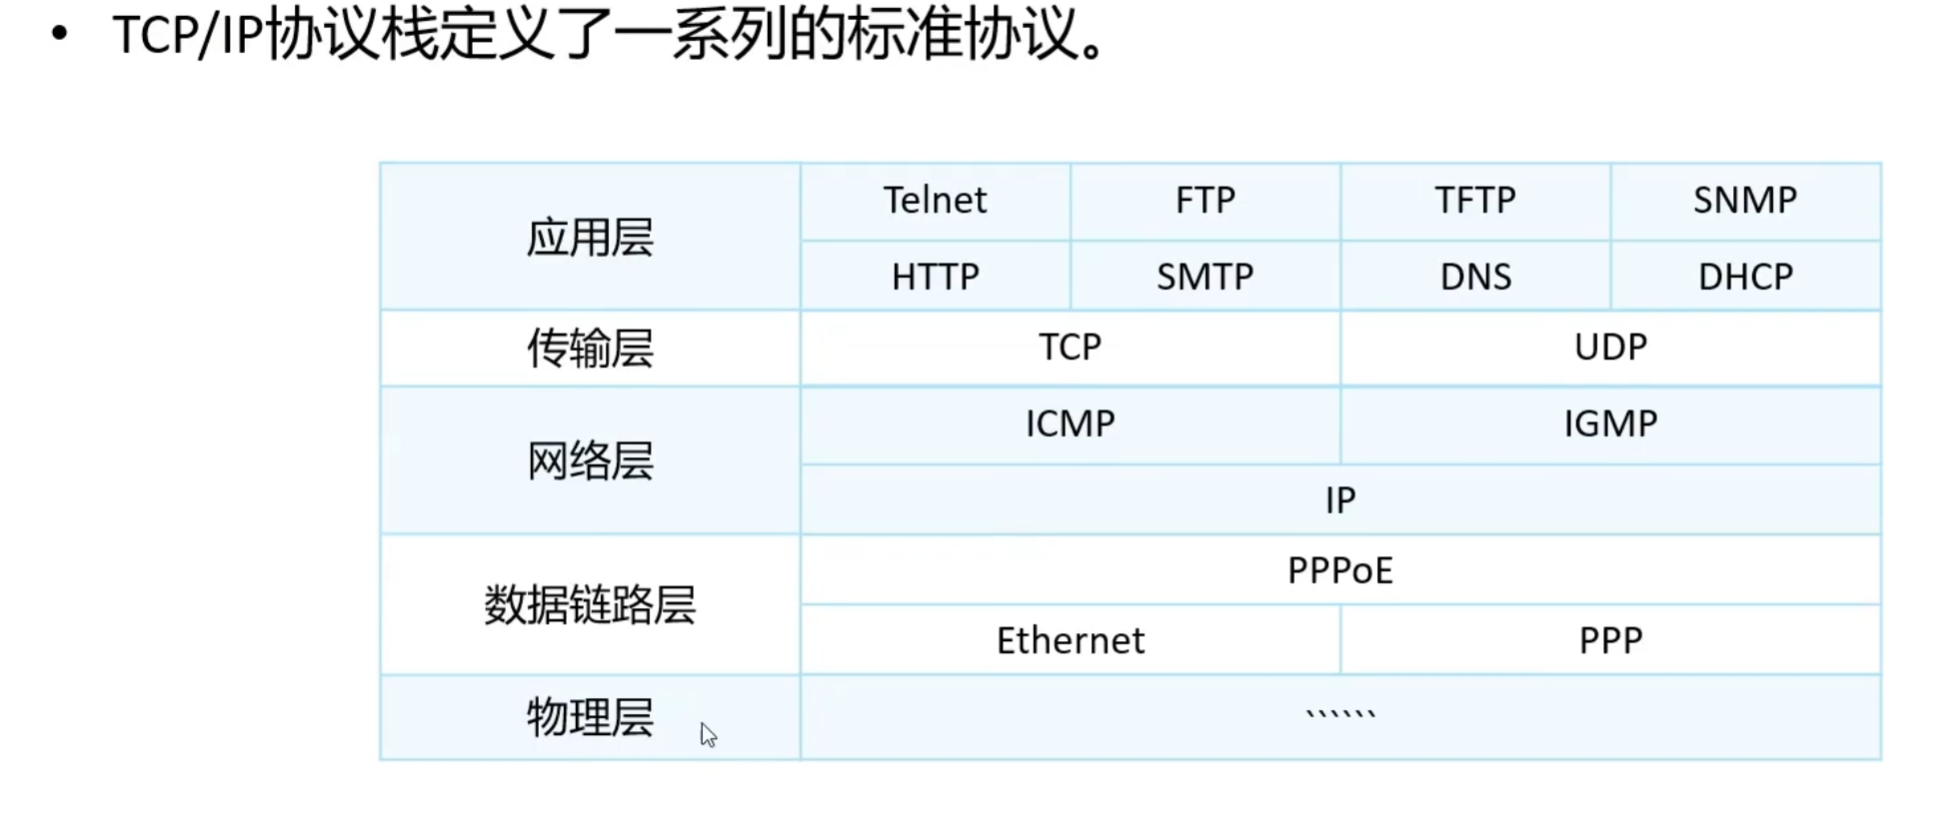 • TCP/IP协议栈定义了一系列的标准协议。
应用层
Telnet FTP TFTP SNMP
HTTP SMTP DNS DHCP
传输层 TCP UDP
网络层
ICMP IGMP
IP
数据链路层
PPPoE
Ethernet PPP
物理层 ``````